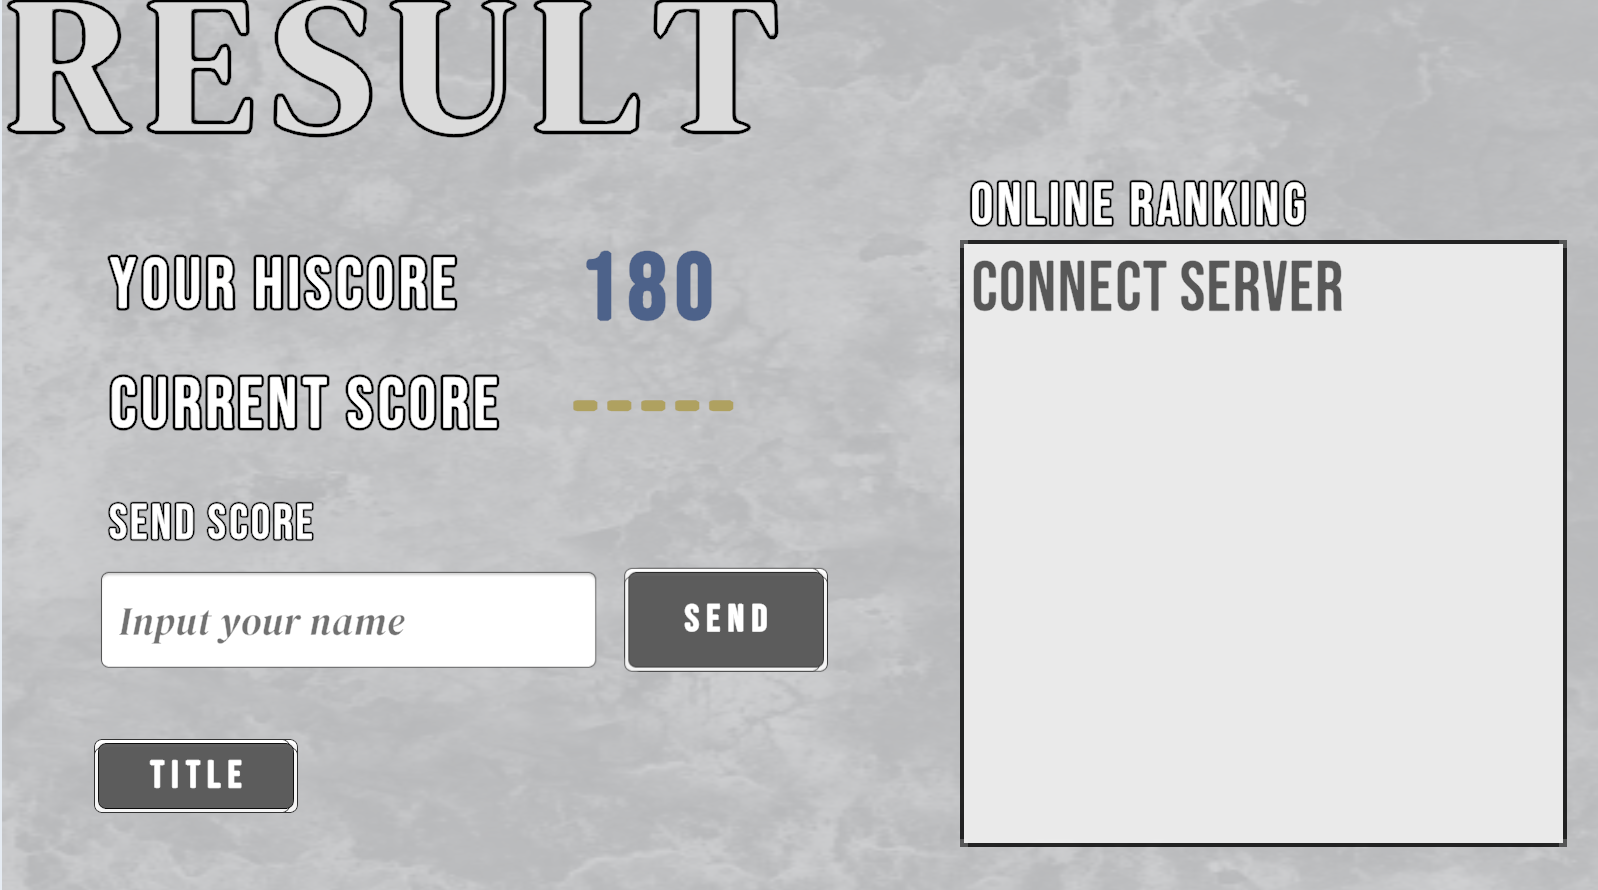 RESULT
YOUR HISCORE 180
CURRENT SCORE -----
SEND SCORE
Input your name
SEND
TITLE
ONLINE RANKING
CONNECT SERVER